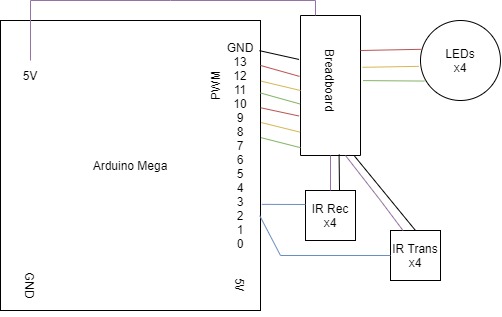 5V
Arduino Mega
GND
5V
PWM
GND
13
12
11
10
9
8
7
6
5
4
3
2
1
0
Breadboard
LEDs
x4
IR Rec
x4
IR Trans
x4